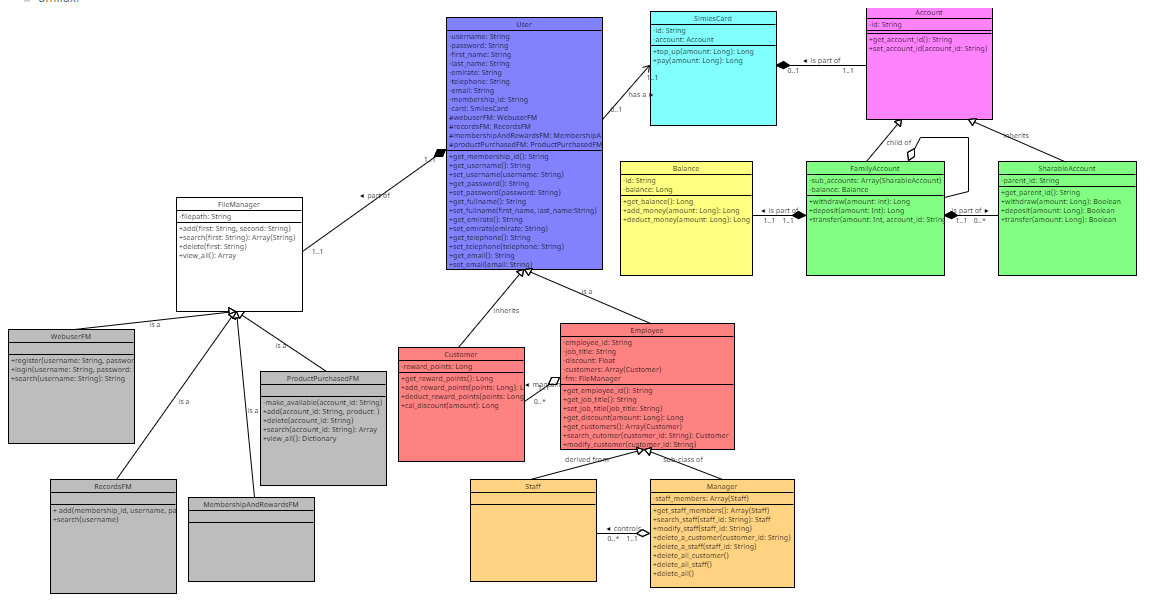 User
-username: String
-password: String
-first_name: String
-last_name: String
-emirate: String
-telephone: String
-email: String
-membership_id: String
-card: SmilesCard
#webuserFM: WebuserFM
#recordsFM: RecordsFM
#membershipAndRewardsFM: MembershipA
#productPurchasedFM: ProductPurchasedFM
+get_membership_id(): String
+get_username(): String
+set_username(username: String)
+get_password(): String
+set_password(password: String)
+get_fullname(): String
+set_fullname(first_name, last_name:String)
+get_emirate(): String
+set_emirate(emirate: String)
+get_telephone(): String
+set_telephone(telephone: String)
+get_email(): String
+set_email(email: String)
SimlesCard
-id: String
-account: Account
+top_up(amount: Long): Long
+pay(amount: Long): Long
Account
-id: String
+get_account_id(): String
+set_account_id(account_id: String)
◄ is part of
0..1 1..1
1..1
has a ►
0..1
child of
inherits
Balance
-id: String
-balance: Long
+get_balance(): Long
+add_money(amount: Long): Long
+deduct_money(amount: Long): Long
◄ is part of
1..1 1..1
FamilyAccount
-sub_accounts: Array(SharableAccount)
-balance: Balance
+withdraw(amount: Int): Long
+deposit(amount: Int): Long
+transfer(amount: Int, account_id: String
is part of ►
1..1 0..*
SharableAccount
-parent_id: String
+get_parent_id(): String
+withdraw(amount: Long): Boolean
+deposit(amount: Long): Boolean
+transfer(amount: Long): Boolean
1..1
◄ part of
1..1
FileManager
-filepath: String
+add(first: String, second: String)
+search(first: String): Array(String)
+delete(first: String)
+view_all(): Array
inherits
is a
is a
is a
is a
is a
WebuserFM
+register(username: String, passwor
+login(username: String, password:
+search(username: String): String
ProductPurchasedFM
-make_available(account_id: String)
+add(account_id: String, product: )
+delete(account_id: String)
+search(account_id: String): Array
+view_all(): Dictionary
RecordsFM
+ add(membership_id, username, pa
+search(username)
MembershipAndRewardsFM
Customer
-reward_points: Long
+get_reward_points(): Long
+add_reward_points(points: Long): L
+deduct_reward_points(points: Long
+cal_discount(amount): Long
0..*
Employee
-employee_id: String
-job_title: String
-discount: Float
-customers: Array(Customer)
-fm: FileManager
+get_employee_id(): String
+get_job_title(): String
+set_job_title(job_title: String)
+get_discount(amount: Long): Long
+get_customers(): Array(Customer)
+search_cutomer(customer_id: String): Customer
+modify_customer(customer_id: String)
derived from
sub-class of
Staff
◄ controls
0..* 1..1
Manager
-staff_members: Array(Staff)
+get_staff_members(): Array(Staff)
+search_staff(staff_id: String): Staff
+modify_staff(staff_id: String)
+delete_a_customer(customer_id: String)
+delete_a_staff(staff_id: String)
+delete_all_customer()
+delete_all_staff()
+delete_all()